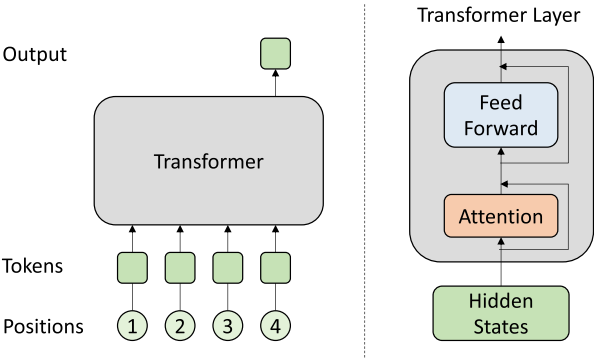 Output
Transformer
Tokens
Positions
1 2 3 4
Transformer Layer
Feed
Forward
Attention
Hidden
States